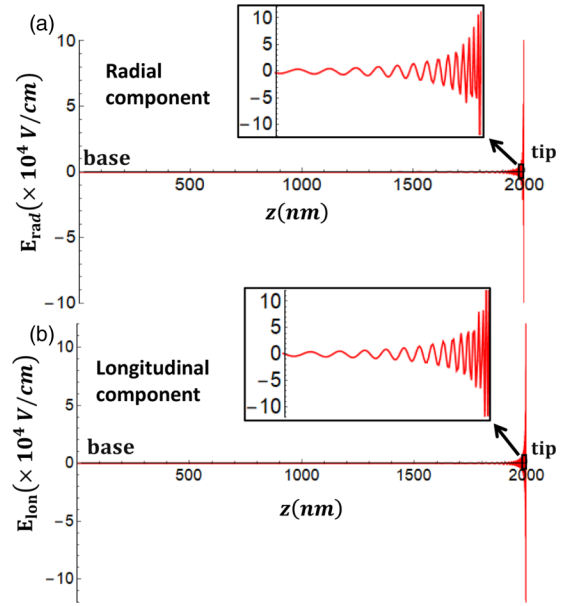 (a)
10
5
0
−5
−10
E_rad(× 10^4 V/cm)
Radial
component
10
5
0
−5
−10
base
tip
500
1000
1500
2000
z(nm)
(b)
10
5
0
−5
−10
E_lon(× 10^4 V/cm)
Longitudinal
component
10
5
0
−5
−10
base
tip
500
1000
1500
2000
z(nm)